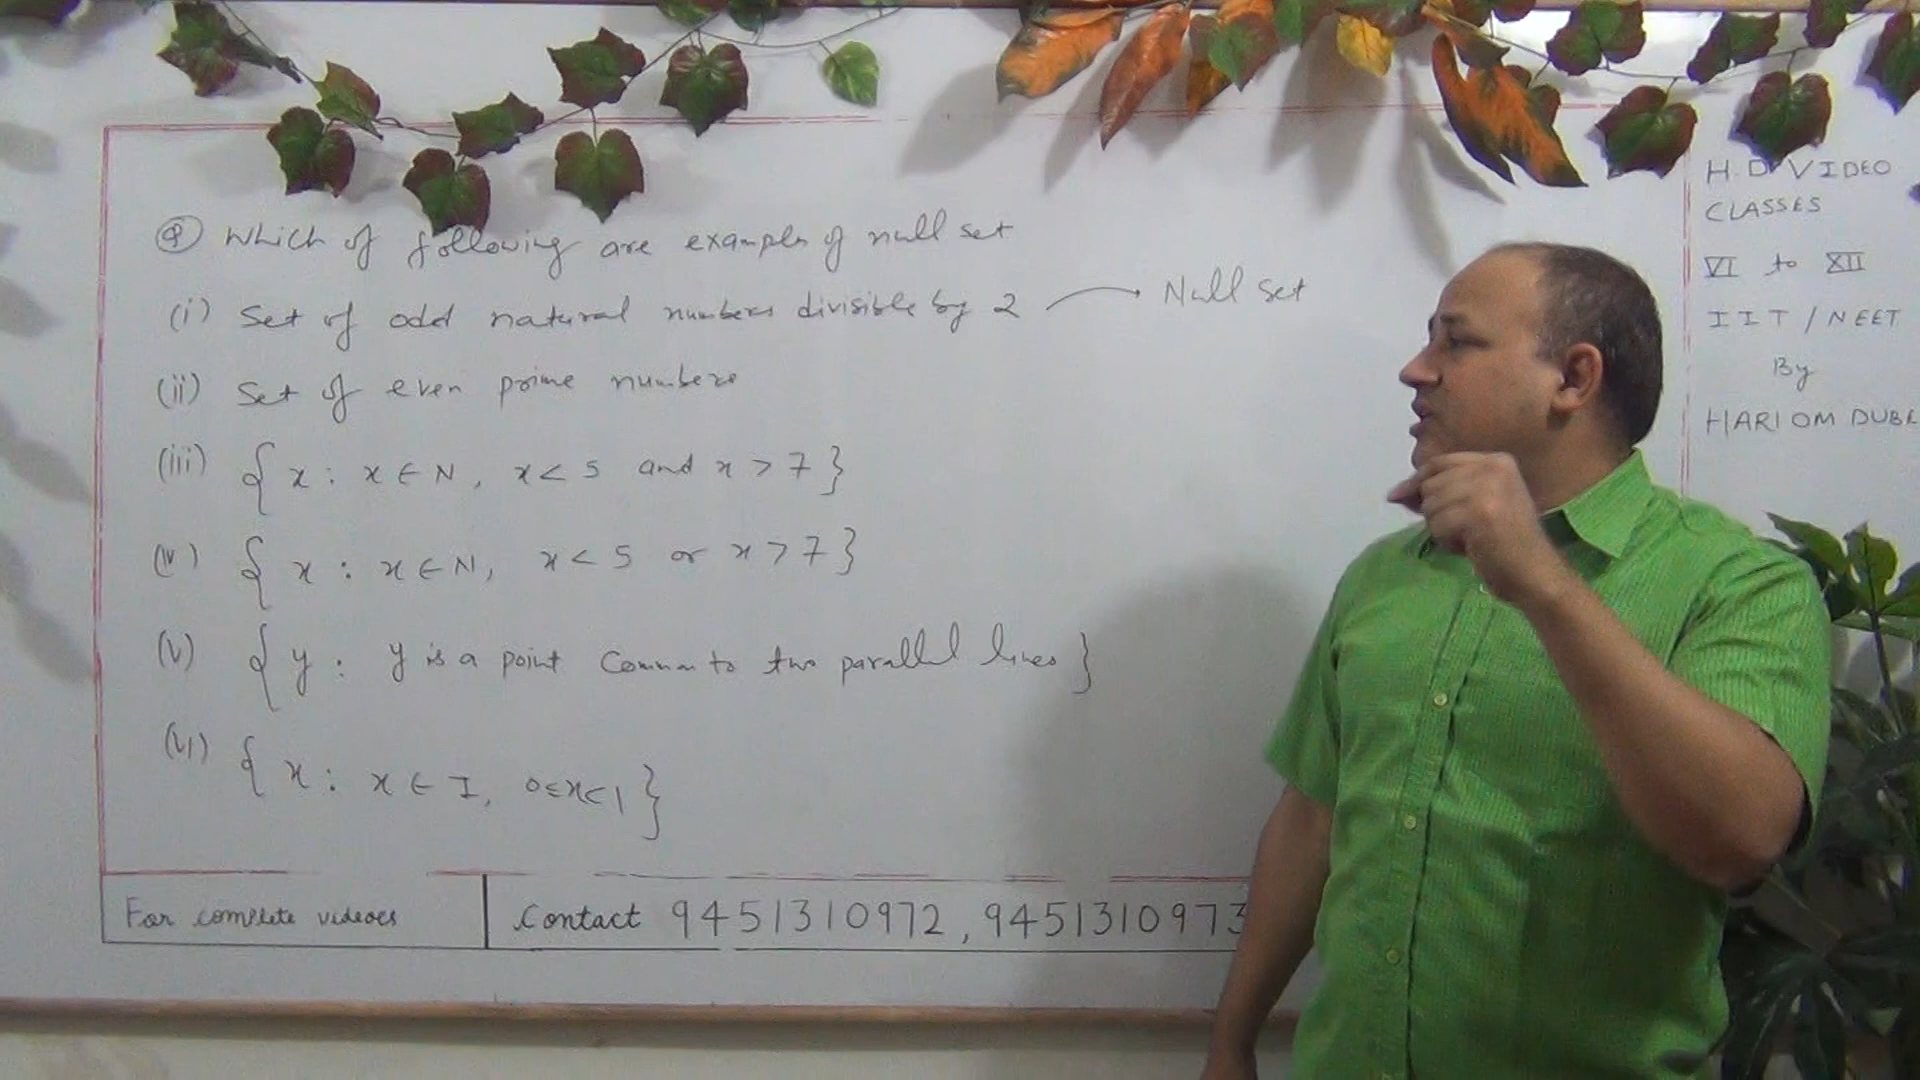 Q Which of following are examples of null set
(i) Set of odd natural numbers divisible by 2 → Null set
(ii) Set of even prime numbers
(iii) { x : x ∈ N, x < 5 and x > 7 }
(iv) { x : x ∈ N, x < 5 or x > 7 }
(v) { y : y is a point common to two parallel lines }
(vi) { x : x ∈ I, 0 ≤ x < 1 }
For complete videoes
Contact 9451310972, 9451310973
H.D VIDEO
CLASSES
VI to XII
IIT / NEET
By
HARI OM